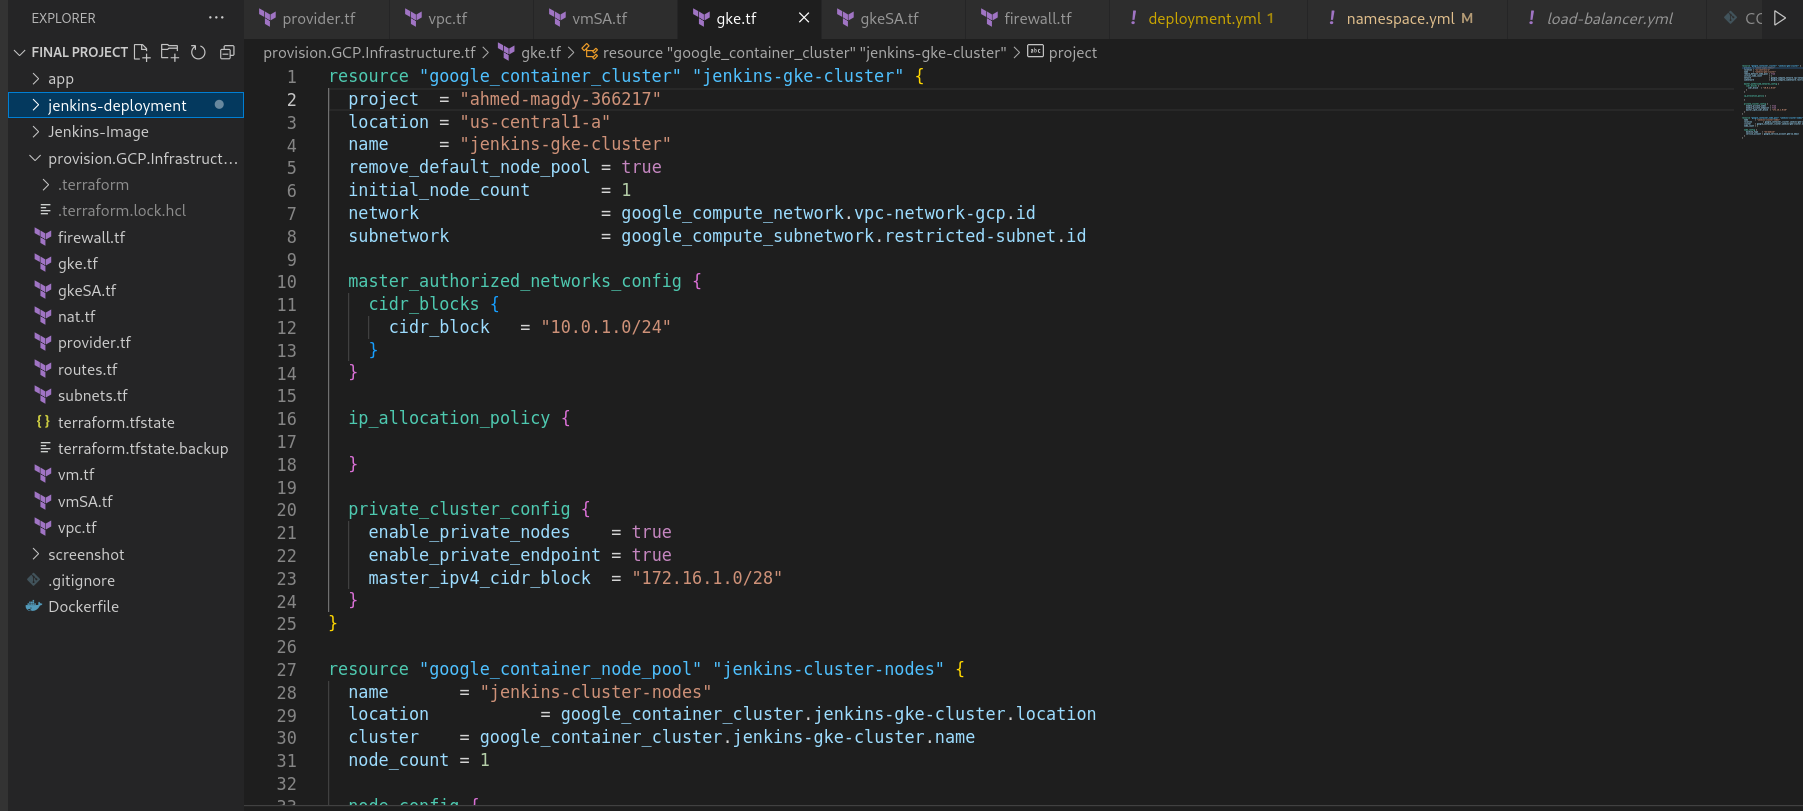 EXPLORER ...
FINAL PROJECT
app
jenkins-deployment
Jenkins-Image
provision.GCP.Infrastruct...
.terraform
.terraform.lock.hcl
firewall.tf
gke.tf
gkeSA.tf
nat.tf
provider.tf
routes.tf
subnets.tf
{} terraform.tfstate
terraform.tfstate.backup
vm.tf
vmSA.tf
vpc.tf
screenshot
.gitignore
Dockerfile
provider.tf vpc.tf vmSA.tf gke.tf gkeSA.tf firewall.tf ! deployment.yml 1 ! namespace.yml M ! load-balancer.yml CO
provision.GCP.Infrastructure.tf > gke.tf > resource "google_container_cluster" "jenkins-gke-cluster" > abc project
1 resource "google_container_cluster" "jenkins-gke-cluster" {
2 project = "ahmed-magdy-366217"
3 location = "us-central1-a"
4 name = "jenkins-gke-cluster"
5 remove_default_node_pool = true
6 initial_node_count = 1
7 network = google_compute_network.vpc-network-gcp.id
8 subnetwork = google_compute_subnetwork.restricted-subnet.id
9
10 master_authorized_networks_config {
11 cidr_blocks {
12 cidr_block = "10.0.1.0/24"
13 }
14 }
15
16 ip_allocation_policy {
17
18 }
19
20 private_cluster_config {
21 enable_private_nodes = true
22 enable_private_endpoint = true
23 master_ipv4_cidr_block = "172.16.1.0/28"
24 }
25 }
26
27 resource "google_container_node_pool" "jenkins-cluster-nodes" {
28 name = "jenkins-cluster-nodes"
29 location = google_container_cluster.jenkins-gke-cluster.location
30 cluster = google_container_cluster.jenkins-gke-cluster.name
31 node_count = 1
32
33 node_config {